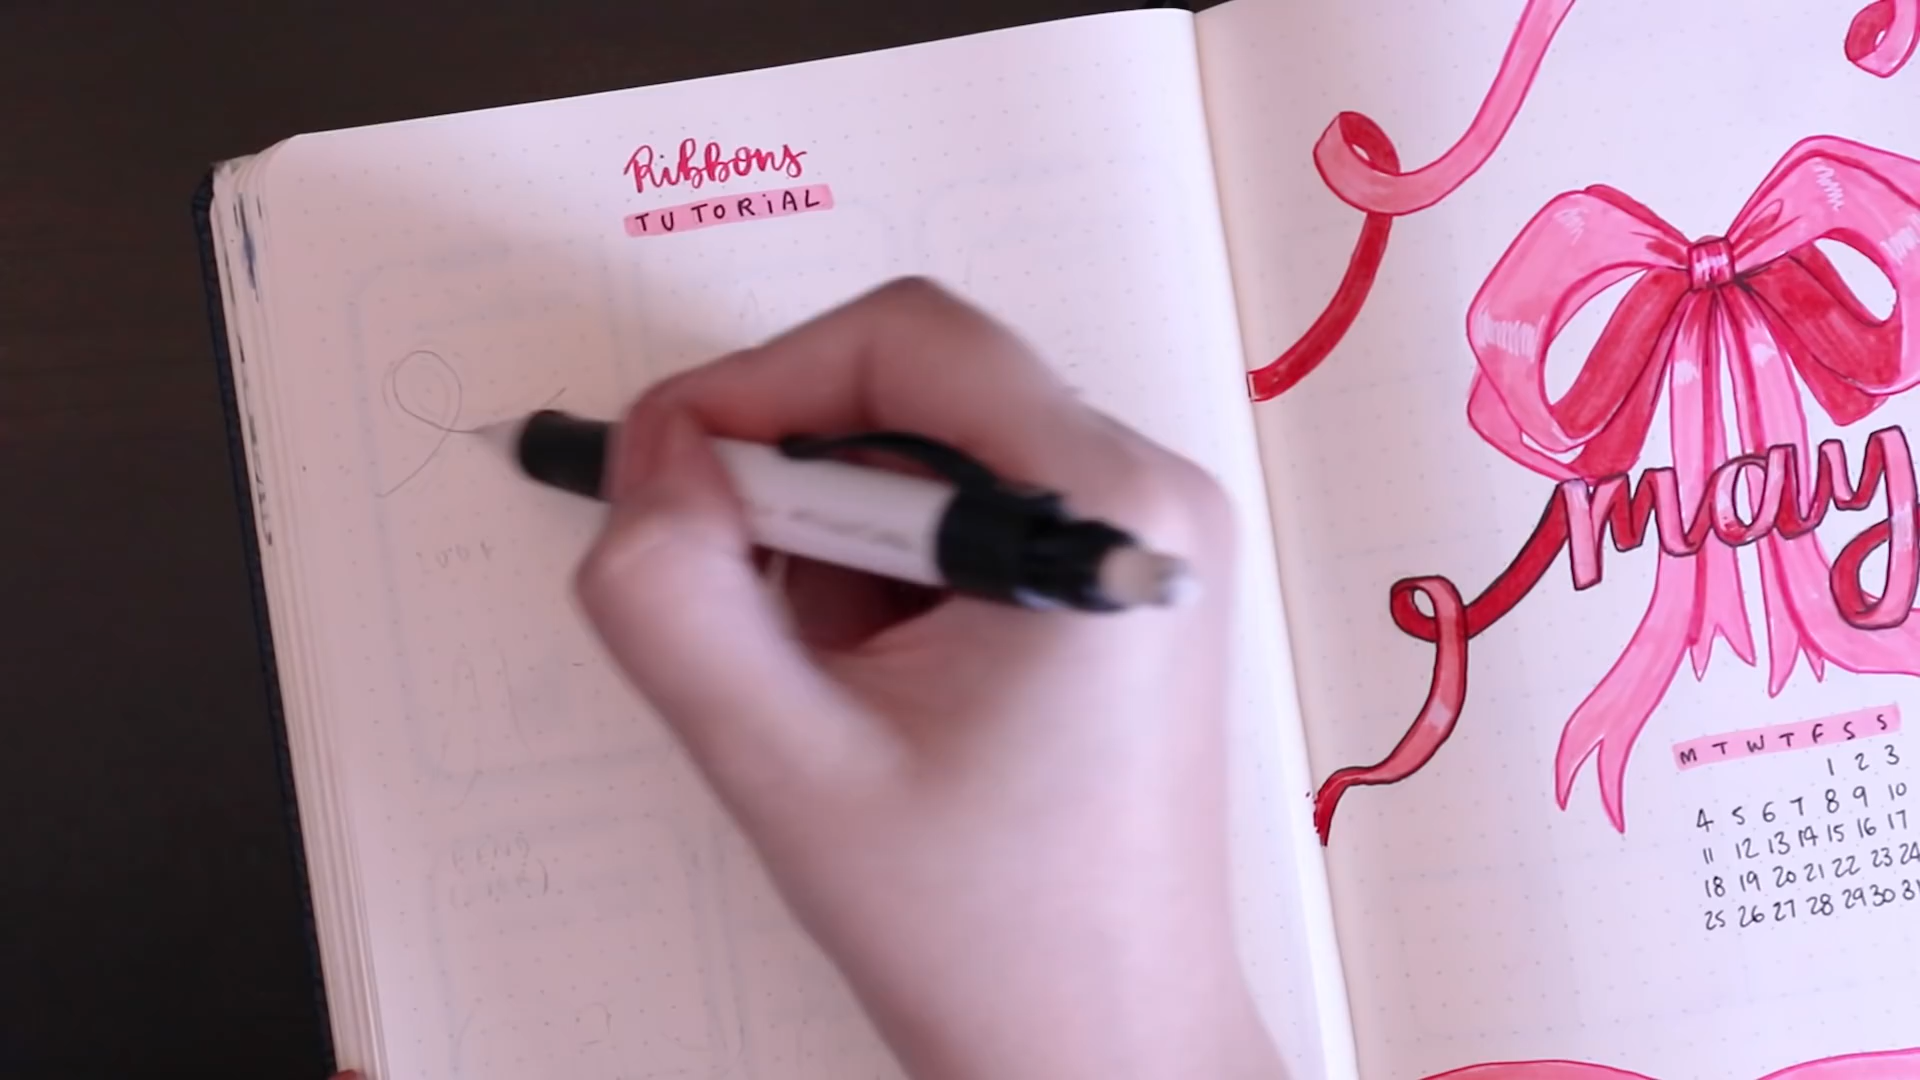 Ribbons
TUTORiAL
may
M T W T F S S
1 2 3
4 5 6 7 8 9 10
11 12 13 14 15 16 17
18 19 20 21 22 23 24
25 26 27 28 29 30 31